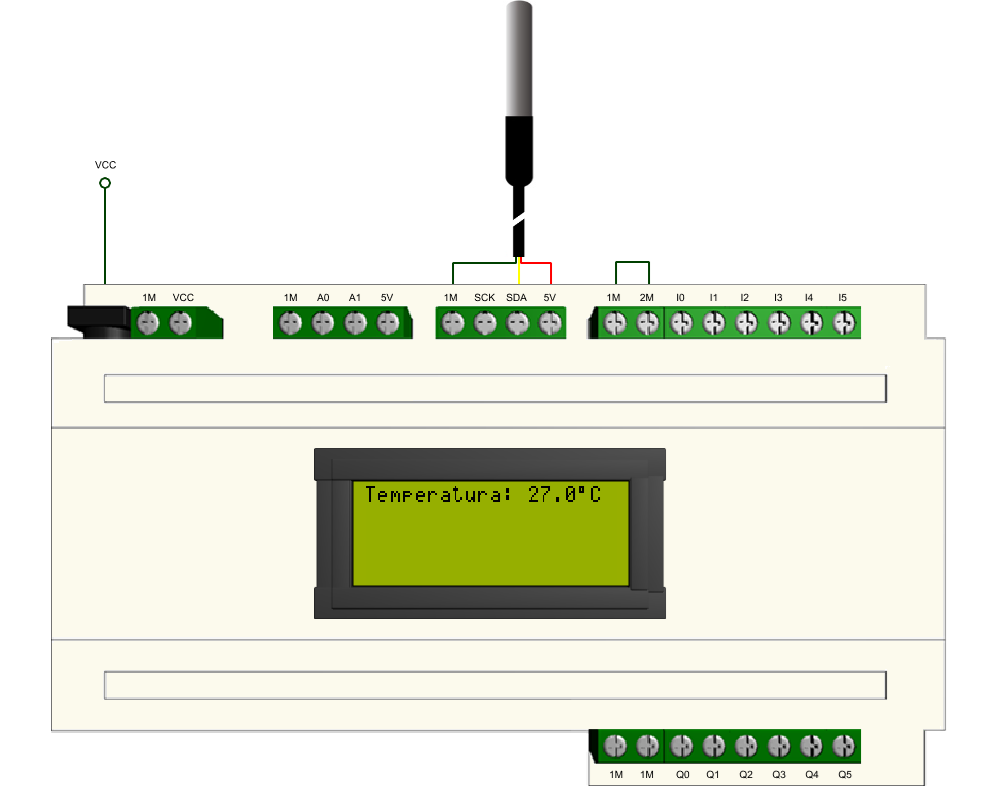 VCC
1M VCC 1M A0 A1 5V 1M SCK SDA 5V 1M 2M I0 I1 I2 I3 I4 I5
Temperatura: 27.0°C
1M 1M Q0 Q1 Q2 Q3 Q4 Q5